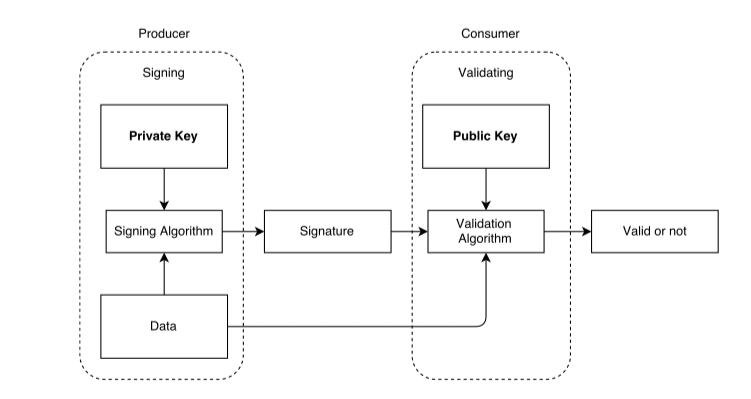 Producer
Consumer
Signing
Validating
Private Key
Public Key
Signing Algorithm
Signature
Validation
Algorithm
Valid or not
Data